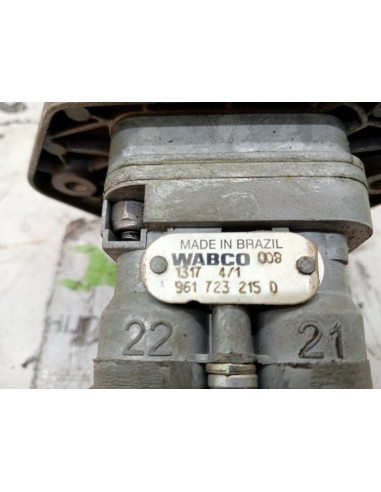 MADE IN BRAZIL
WABCO 008
1317 4/1
961 723 215 0
22 21